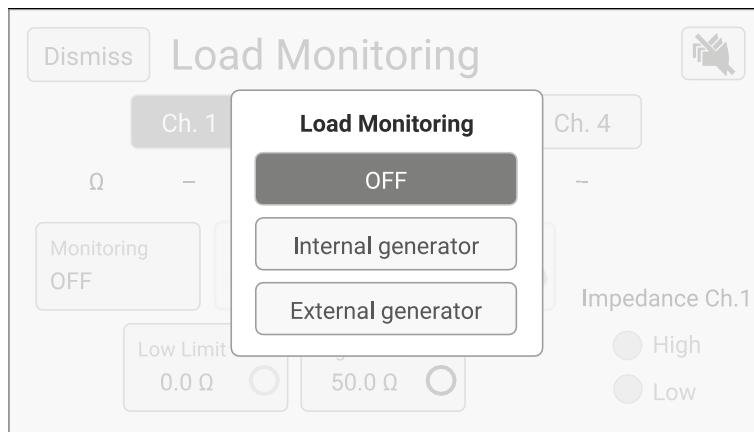 Dismiss
Load Monitoring
Ch. 1
Ch. 4
Load Monitoring
OFF
Internal generator
External generator
Ω
–
–
Monitoring
OFF
Impedance Ch.1
High
Low
Low Limit
0.0 Ω
50.0 Ω